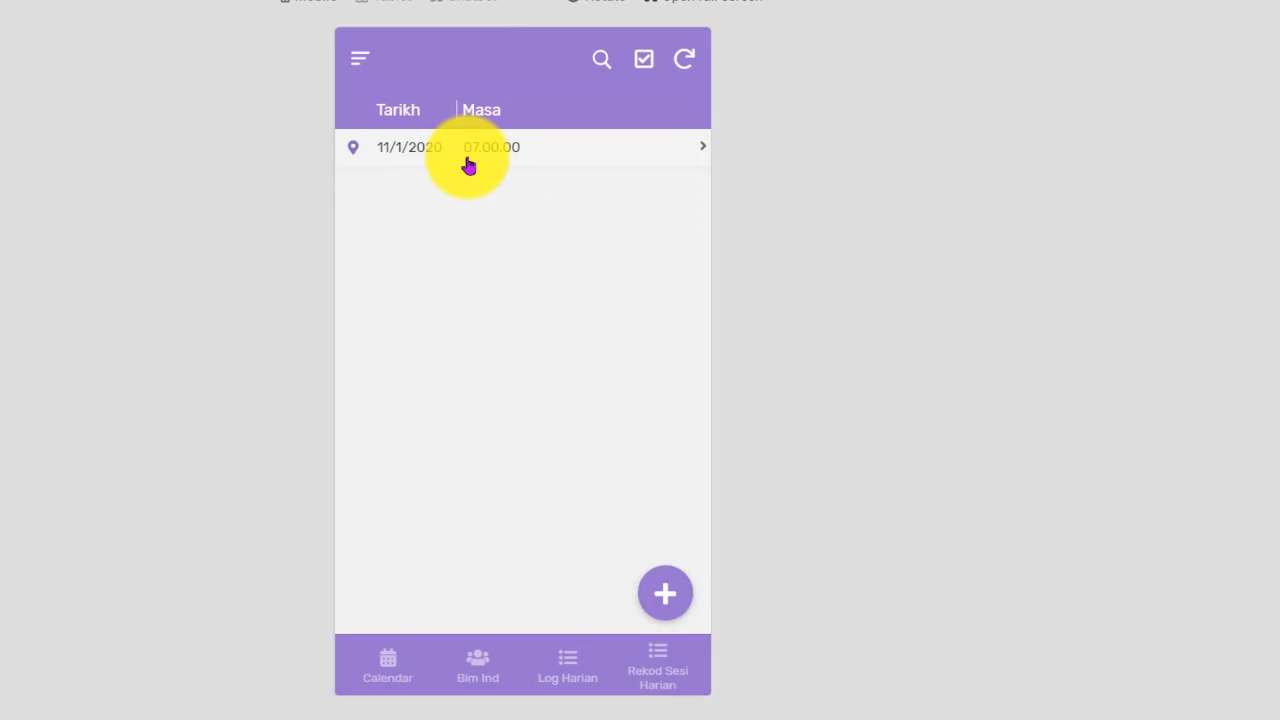 Tarikh Masa
11/1/2020 07.00.00
Calendar Bim Ind Log Harian Rekod Sesi Harian